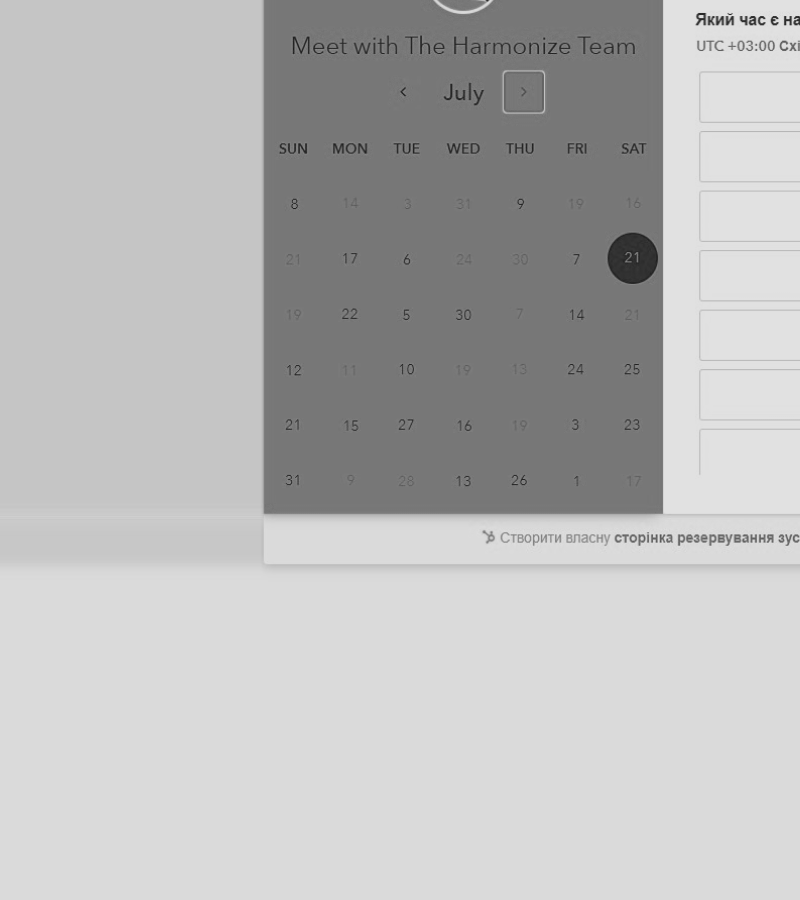 Meet with The Harmonize Team
July
SUN MON TUE WED THU FRI SAT
8 14 3 31 9 19 16
21 17 6 24 30 7 21
19 22 5 30 7 14 21
12 11 10 19 13 24 25
21 15 27 16 19 3 23
31 9 28 13 26 1 17
Який час є на
UTC +03:00 Схі
Створити власну сторінка резервування зус